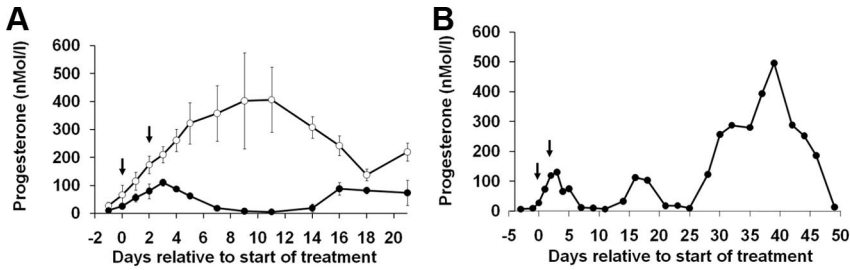 A
Progesterone (nMol/l)
600
500
400
300
200
100
0
-2 0 2 4 6 8 10 12 14 16 18 20
Days relative to start of treatment
B
Progesterone (nMol/l)
600
500
400
300
200
100
0
-5 0 5 10 15 20 25 30 35 40 45 50
Days relative to start of treatment